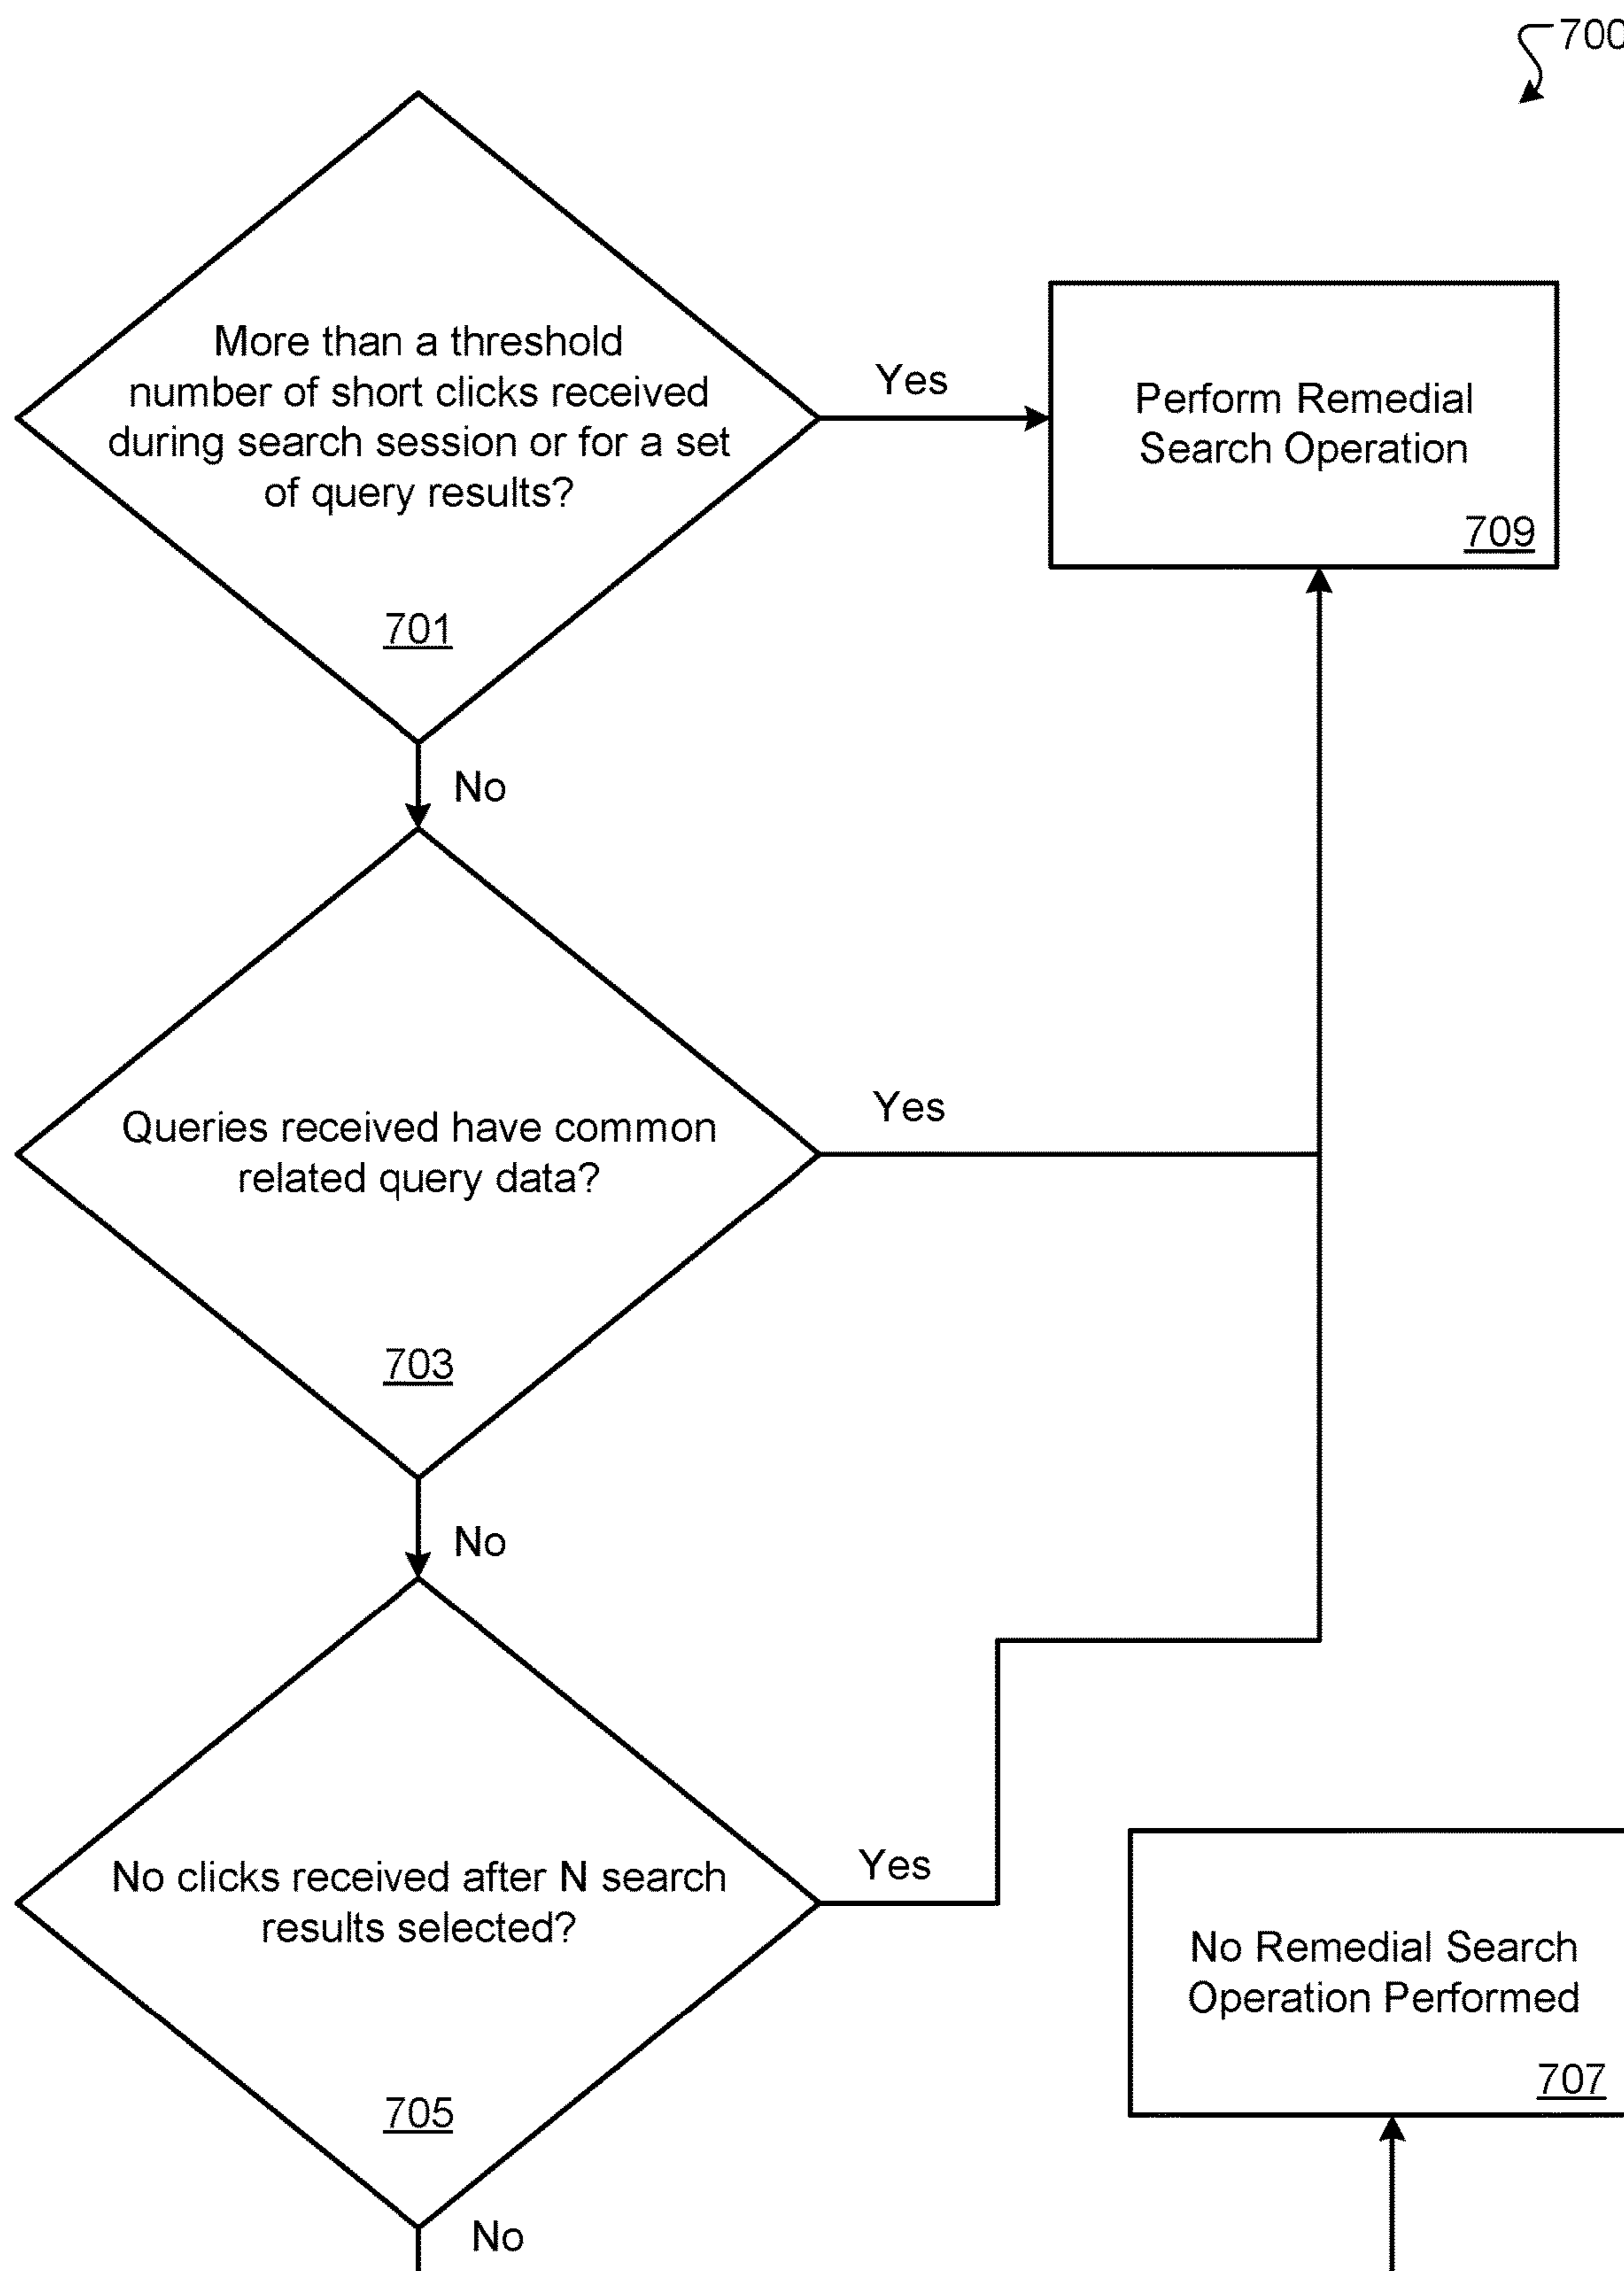 700
More than a threshold
number of short clicks received
during search session or for a set
of query results?
701
Yes
Perform Remedial
Search Operation
709
No
Queries received have common
related query data?
703
Yes
No
No clicks received after N search
results selected?
705
Yes
No Remedial Search
Operation Performed
707
No